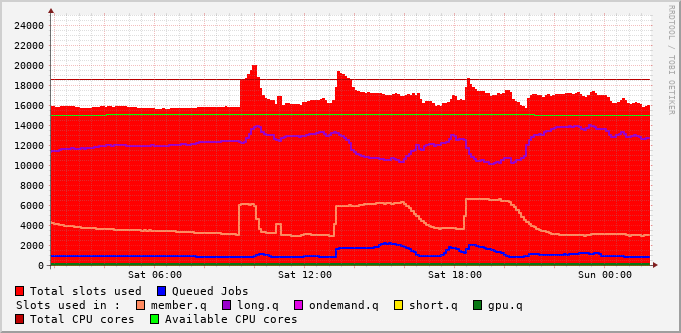 24000
22000
20000
18000
16000
14000
12000
10000
8000
6000
4000
2000
0
Sat 06:00 Sat 12:00 Sat 18:00 Sun 00:00
RRDTOOL / TOBI OETIKER
Total slots used Queued Jobs
Slots used in : member.q long.q ondemand.q short.q gpu.q
Total CPU cores Available CPU cores